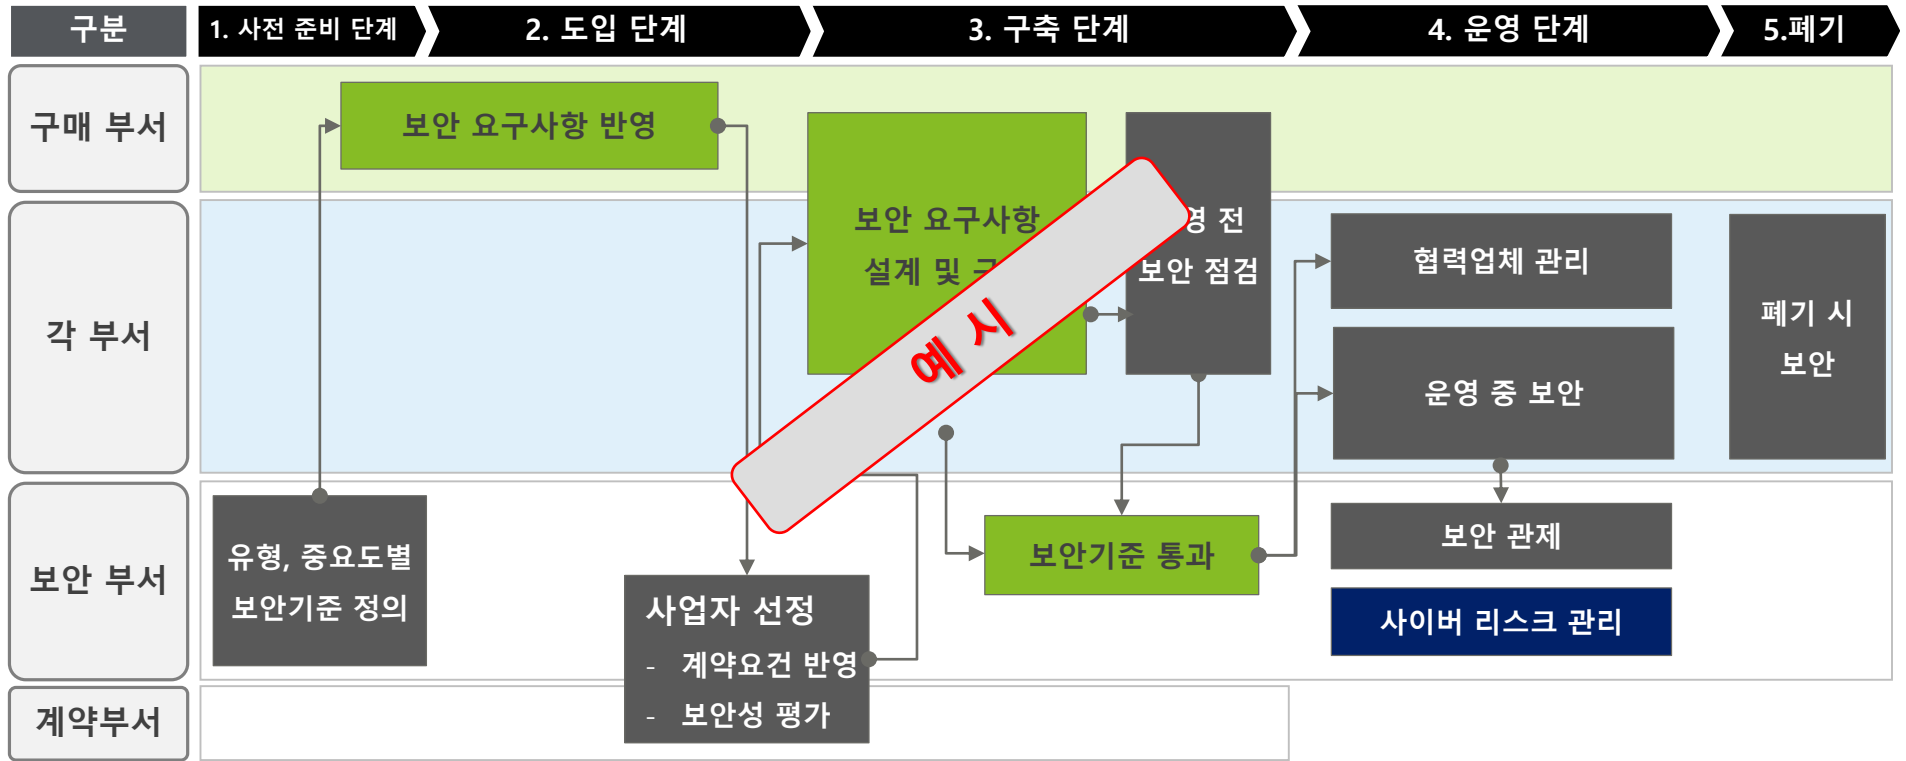 구분
1. 사전 준비 단계
2. 도입 단계
3. 구축 단계
4. 운영 단계
5.폐기
구매 부서
보안 요구사항 반영
각 부서
보안 요구사항
설계 및
영 전
보안 점검
예 시
협력업체 관리
운영 중 보안
폐기 시
보안
보안 부서
유형, 중요도별
보안기준 정의
사업자 선정
- 계약요건 반영
- 보안성 평가
보안기준 통과
보안 관제
사이버 리스크 관리
계약부서